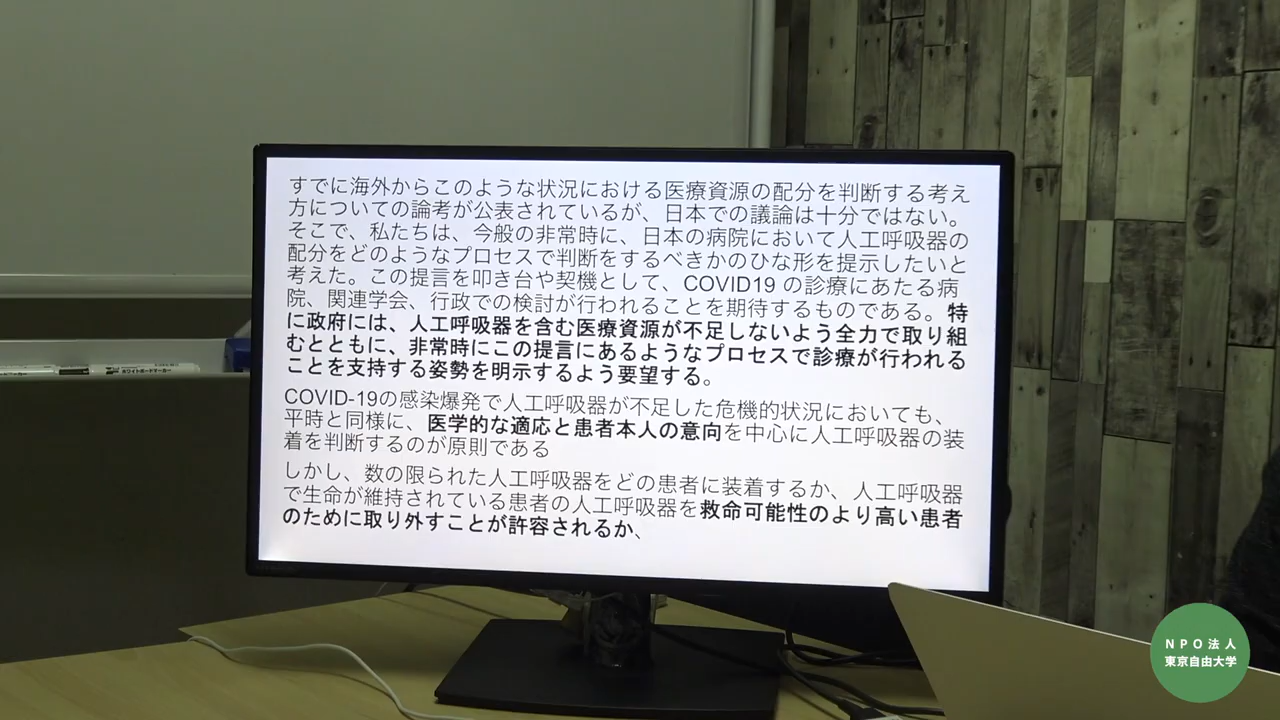 すでに海外からこのような状況における医療資源の配分を判断する考え
方についての論考が公表されているが、日本での議論は十分ではない。
そこで、私たちは、今般の非常時に、日本の病院において人工呼吸器の
配分をどのようなプロセスで判断をするべきかのひな形を提示したいと
考えた。この提言を叩き台や契機として、COVID19 の診療にあたる病
院、関連学会、行政での検討が行われることを期待するものである。特
に政府には、人工呼吸器を含む医療資源が不足しないよう全力で取り組
むとともに、非常時にこの提言にあるようなプロセスで診療が行われる
ことを支持する姿勢を明示するよう要望する。
COVID-19の感染爆発で人工呼吸器が不足した危機的状況においても、
平時と同様に、医学的な適応と患者本人の意向を中心に人工呼吸器の装
着を判断するのが原則である
しかし、数の限られた人工呼吸器をどの患者に装着するか、人工呼吸器
で生命が維持されている患者の人工呼吸器を救命可能性のより高い患者
のために取り外すことが許容されるか、
ホワイトボードマーカー
NPO法人
東京自由大学